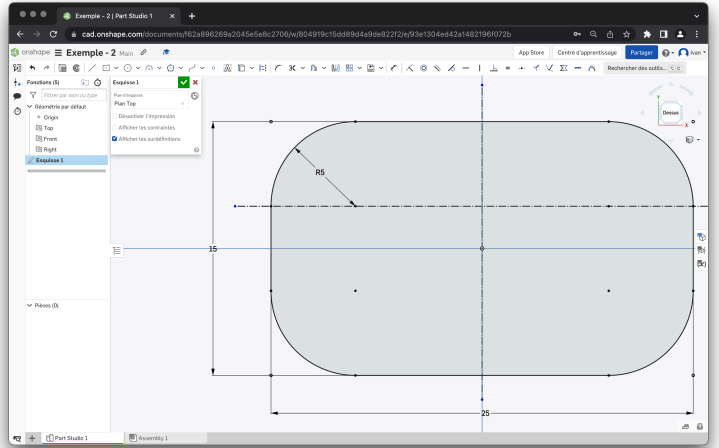 Exemple - 2 | Part Studio 1
cad.onshape.com/documents/f62a896269a2045e5e8c2706/w/804919c15dd89d4a9de822f2/e/93e1304ed42a1482196f072b
onshape Exemple - 2 Main
App Store Centre d'apprentissage Partager Ivan
Rechercher des outils...
Fonctions (5)
Filtrer par nom ou type
Géométrie par défaut
Origin
Top
Front
Right
Esquisse 1
Pièces (0)
Esquisse 1
Plan d'esquisse
Plan Top
Désactiver l'impression
Afficher les contraintes
Afficher les surdéfinitions
R5
15
25
Y
Dessus
X
Part Studio 1 Assembly 1